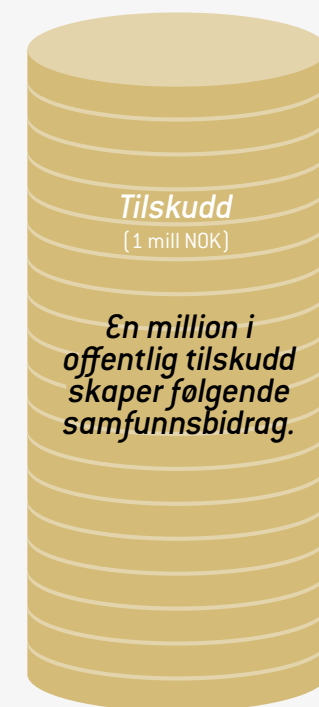 Tilskudd
(1 mill NOK)
En million i
offentlig tilskudd
skaper følgende
samfunnsbidrag.